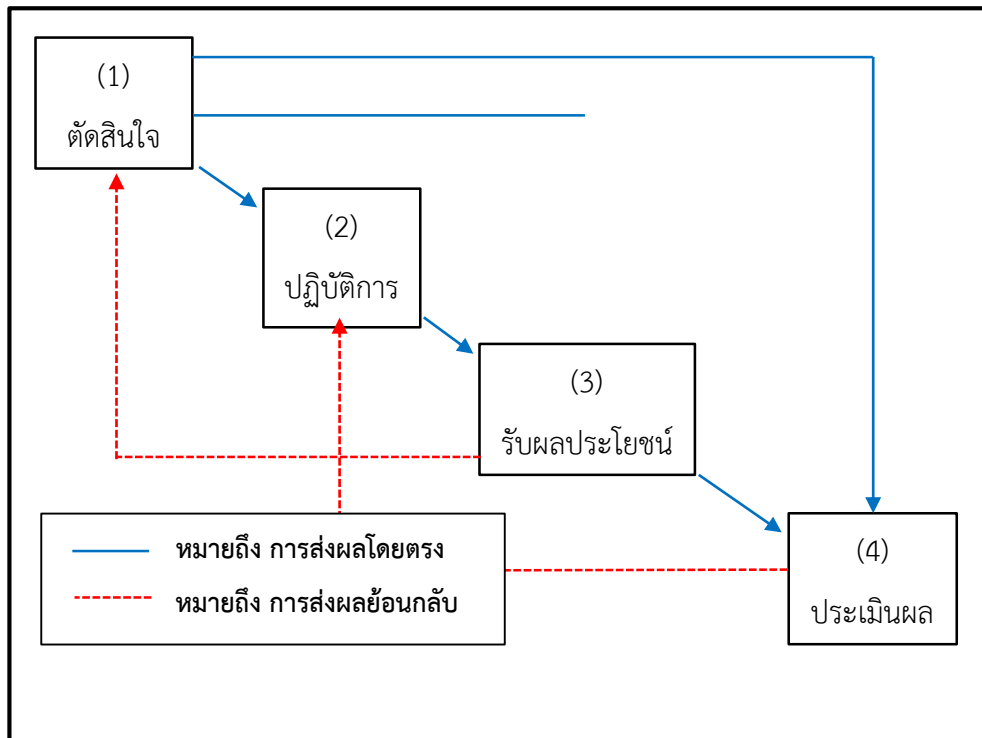 (1)
ตัดสินใจ
(2)
ปฏิบัติการ
(3)
รับผลประโยชน์
(4)
ประเมินผล
หมายถึง การส่งผลโดยตรง
หมายถึง การส่งผลย้อนกลับ